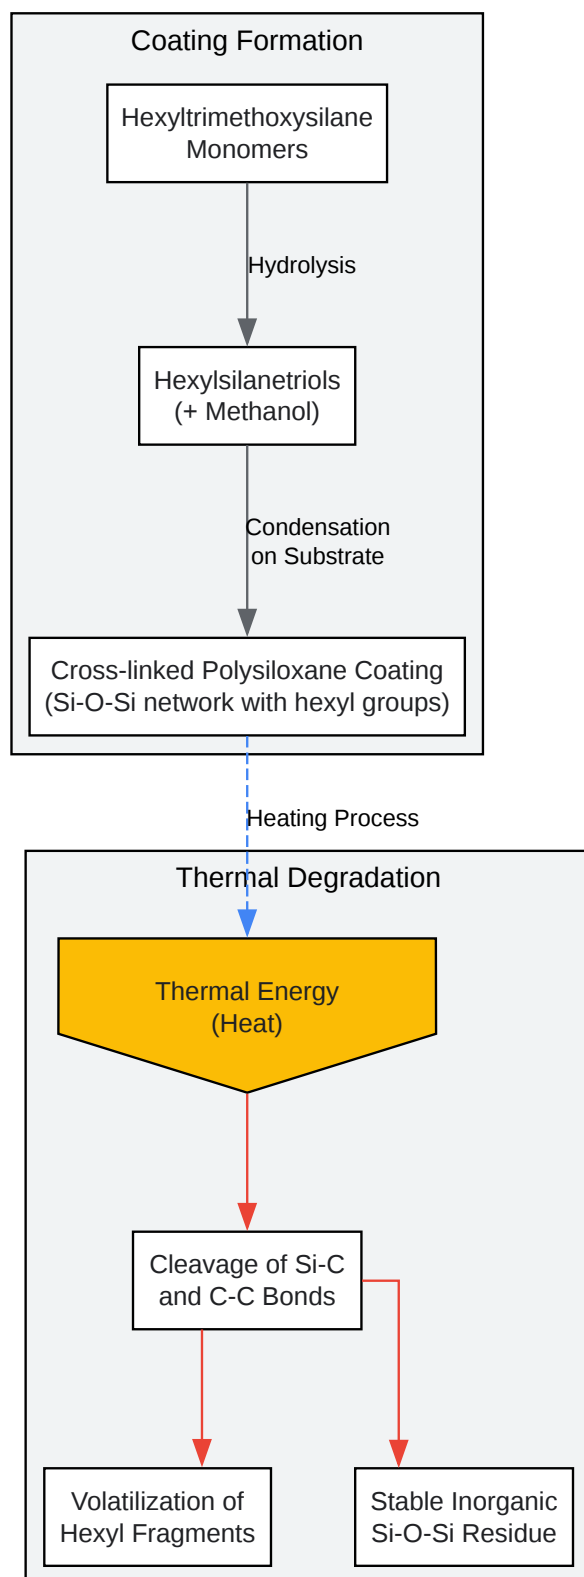 Coating Formation
Hexyltrimethoxysilane
Monomers
Hydrolysis
Hexylsilanetriols
(+ Methanol)
Condensation
on Substrate
Cross-linked Polysiloxane Coating
(Si-O-Si network with hexyl groups)
Heating Process
Thermal Degradation
Thermal Energy
(Heat)
Cleavage of Si-C
and C-C Bonds
Volatilization of
Hexyl Fragments
Stable Inorganic
Si-O-Si Residue